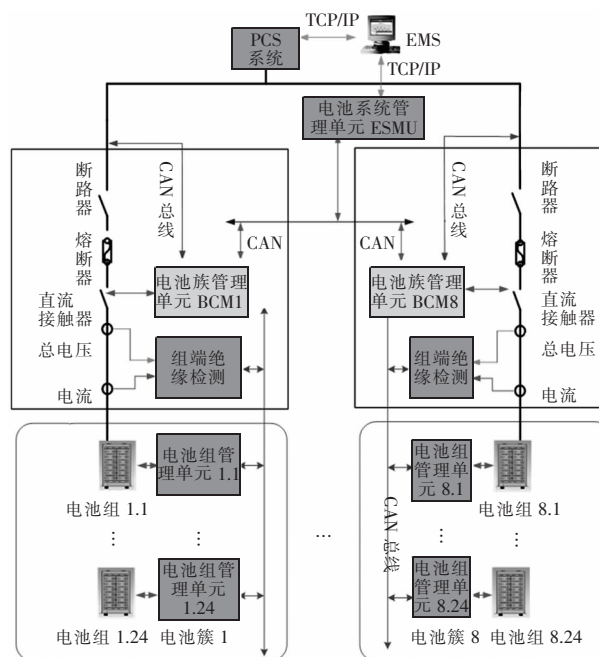 TCP/IP
PCS
系统
EMS
TCP/IP
电池系统管
理单元 ESMU
断路器
CAN 总线
熔断器
CAN
电池族管理
单元 BCM1
直流
接触器
总电压
组端绝
缘检测
电流
CAN 总线
断路器
CAN
熔断器
电池族管理
单元 BCM8
直流
接触器
组端绝
缘检测
总电压
电流
电池组管
理单元 1.1
电池组 1.1
⋮
⋮
电池组管
理单元
1.24
电池组 1.24
电池簇 1
…
电池组
管理单
元 8.1
电池组 8.1
CAN 总线
⋮
⋮
电池组
管理单
元 8.24
电池簇 8
电池组 8.24